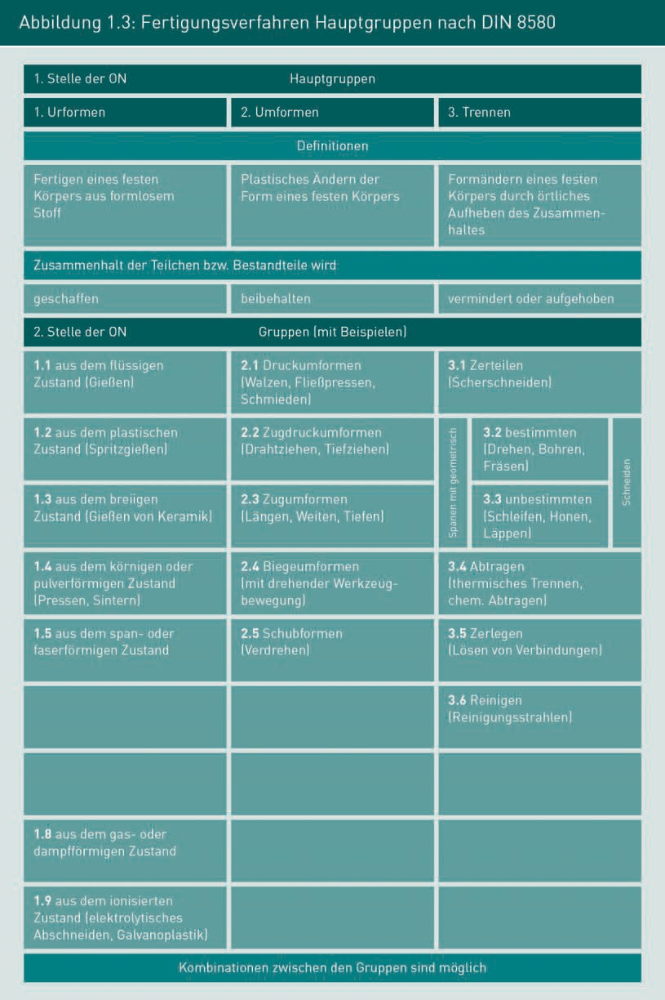 Abbildung 1.3: Fertigungsverfahren Hauptgruppen nach DIN 8580
1. Stelle der ON
Hauptgruppen
1. Urformen
2. Umformen
3. Trennen
Definitionen
Fertigen eines festen
Körpers aus formlosem
Stoff
Plastisches Ändern der
Form eines festen Körpers
Formändern eines festen
Körpers durch örtliches
Aufheben des Zusammen-
haltes
Zusammenhalt der Teilchen bzw. Bestandteile wird
geschaffen
beibehalten
vermindert oder aufgehoben
2. Stelle der ON
Gruppen (mit Beispielen)
1.1 aus dem flüssigen
Zustand (Gießen)
2.1 Druckumformen
(Walzen, Fließpressen,
Schmieden)
3.1 Zerteilen
(Scherschneiden)
1.2 aus dem plastischen
Zustand (Spritzgießen)
2.2 Zugdruckumformen
(Drahtziehen, Tiefziehen)
Spanen mit geometrisch
3.2 bestimmten
(Drehen, Bohren,
Fräsen)
Schneiden
1.3 aus dem breiigen
Zustand (Gießen von Keramik)
2.3 Zugumformen
(Längen, Weiten, Tiefen)
3.3 unbestimmten
(Schleifen, Honen,
Läppen)
1.4 aus dem körnigen oder
pulverförmigen Zustand
(Pressen, Sintern)
2.4 Biegeumformen
(mit drehender Werkzeug-
bewegung)
3.4 Abtragen
(thermisches Trennen,
chem. Abtragen)
1.5 aus dem span- oder
faserförmigen Zustand
2.5 Schubformen
(Verdrehen)
3.5 Zerlegen
(Lösen von Verbindungen)
3.6 Reinigen
(Reinigungsstrahlen)
1.8 aus dem gas- oder
dampfförmigen Zustand
1.9 aus dem ionisierten
Zustand (elektrolytisches
Abschneiden, Galvanoplastik)
Kombinationen zwischen den Gruppen sind möglich